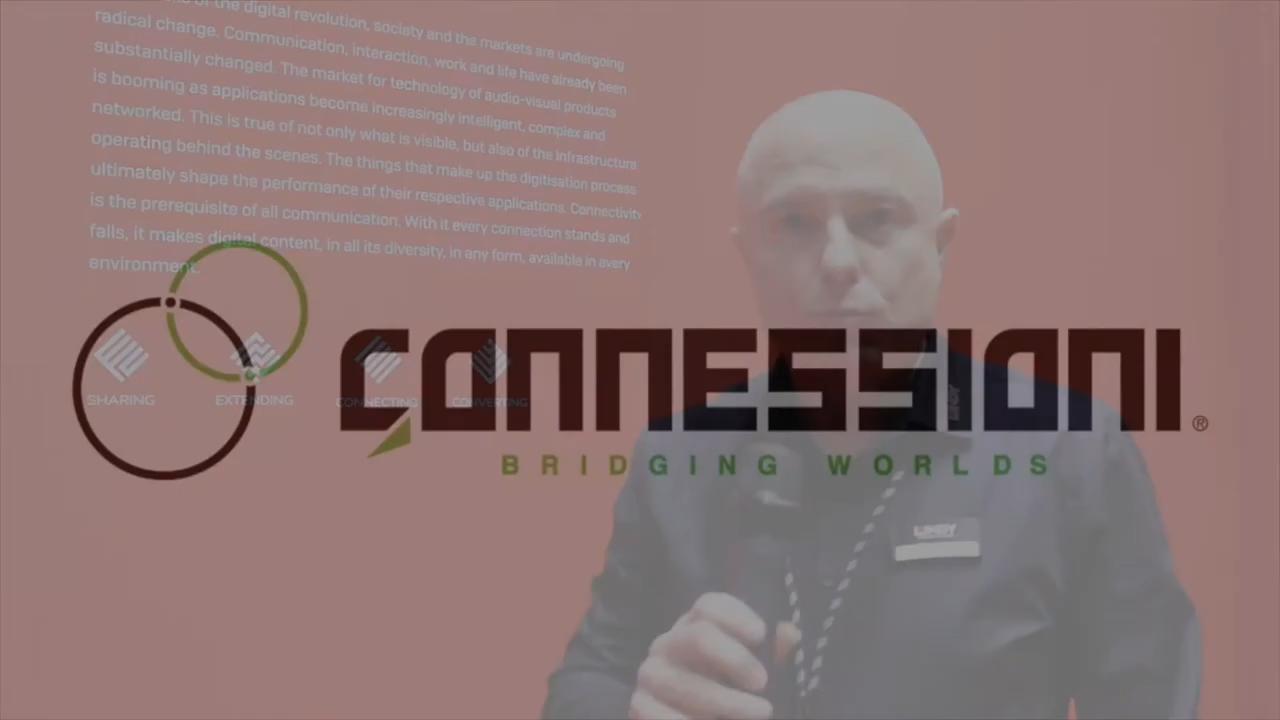 of the digital revolution, society and the markets are undergoing
radical change. Communication, interaction, work and life have already been
substantially changed. The market for technology of audio-visual products
is booming as applications become increasingly intelligent, complex and
networked. This is true of not only what is visible, but also of the infrastructure
operating behind the scenes. The things that make up the digitisation process
ultimately shape the performance of their respective applications. Connectivity
is the prerequisite of all communication. With it every connection stands and
falls, it makes digital content, in all its diversity, in any form, available in avery
environment.
SHARING EXTENDING CONNECTING CONVERTING
CONNESSIONI®
BRIDGING WORLDS
LINDY